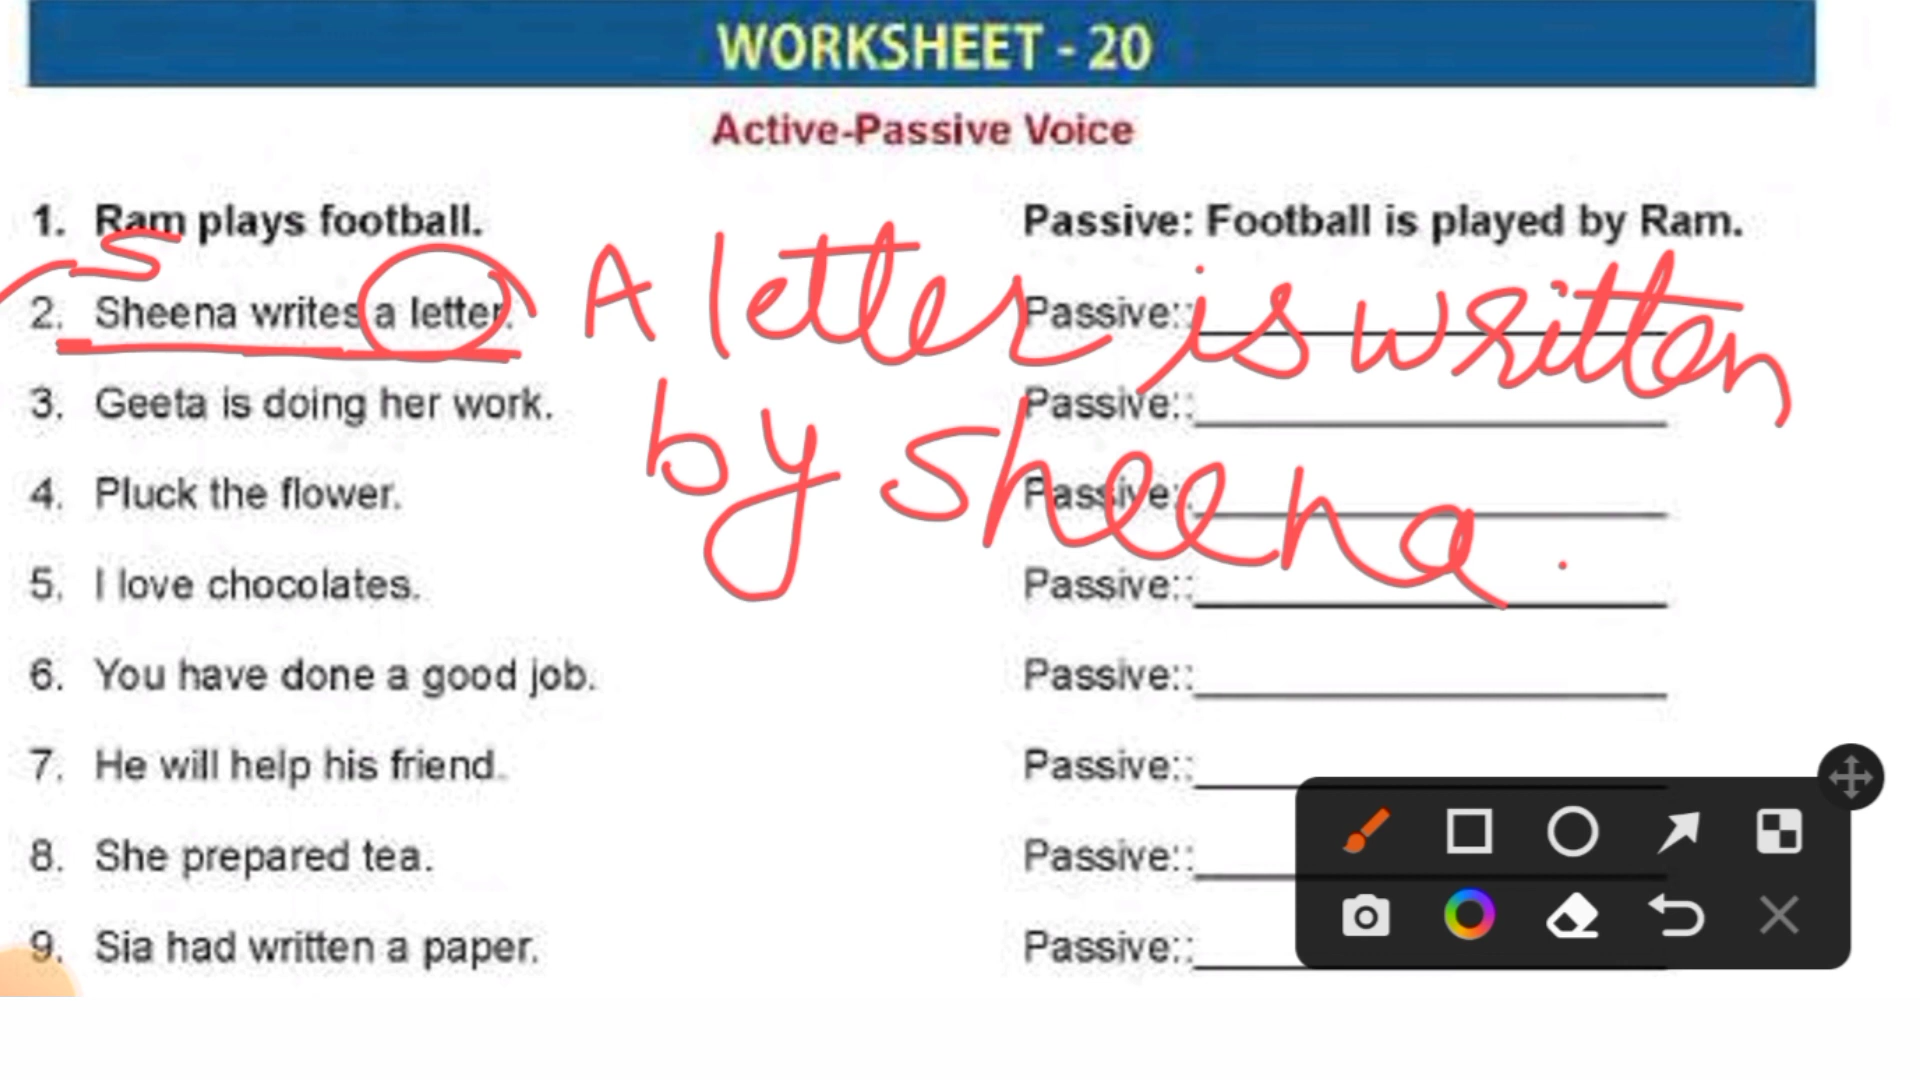 WORKSHEET - 20
Active-Passive Voice
1. Ram plays football. Passive: Football is played by Ram.
S
2. Sheena writes a letter. Passive::
A letter is written
3. Geeta is doing her work. Passive::
by Sheena.
4. Pluck the flower. Passive:
5. I love chocolates. Passive::
6. You have done a good job. Passive::
7. He will help his friend. Passive::
8. She prepared tea. Passive::
9. Sia had written a paper. Passive::